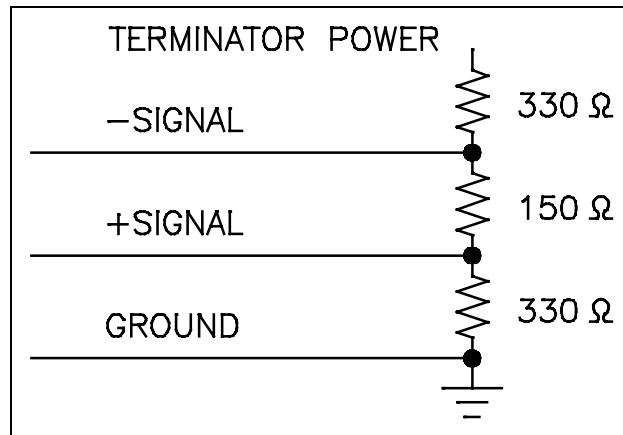 TERMINATOR POWER
330 Ω
−SIGNAL
150 Ω
+SIGNAL
330 Ω
GROUND